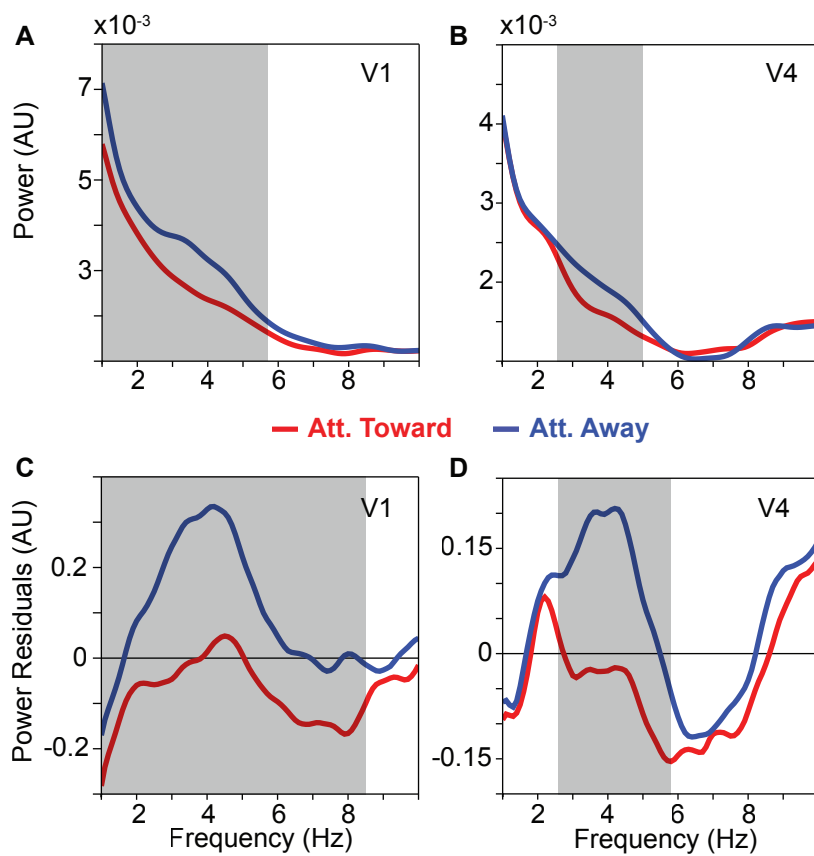 A x10⁻³ B x10⁻³
V1 V4
Power (AU)
7
5
3
2 4 6 8
4
3
2
2 4 6 8
Att. Toward Att. Away
C D
V1 V4
Power Residuals (AU)
0.2
0
-0.2
2 4 6 8
Frequency (Hz)
0.15
0
-0.15
2 4 6 8
Frequency (Hz)